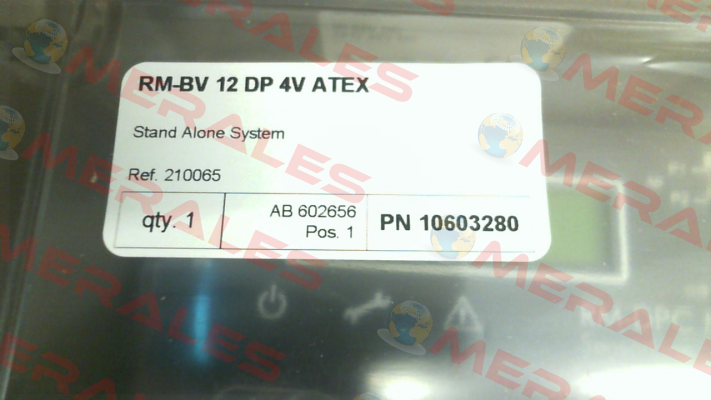 RM-BV 12 DP 4V ATEX
Stand Alone System
Ref. 210065
qty. 1
AB 602656
Pos. 1
PN 10603280
MERALES
MERALES
MERALES
MERALES